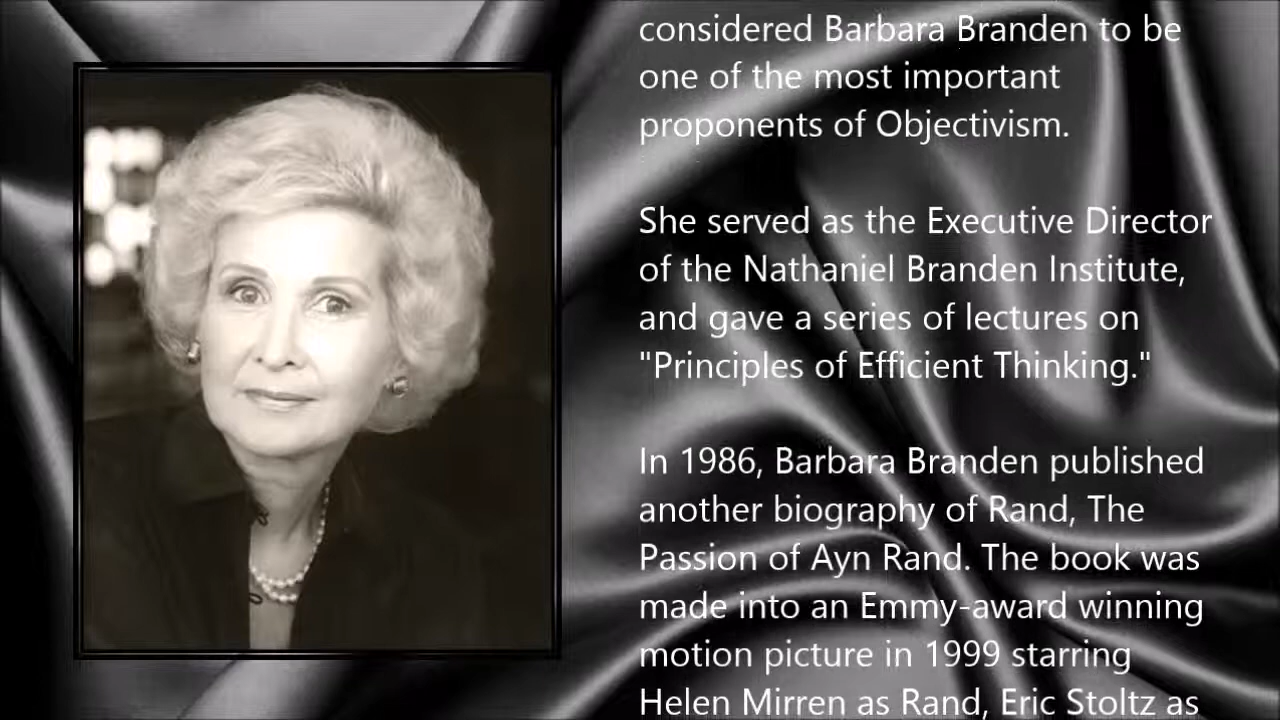 considered Barbara Branden to be
one of the most important
proponents of Objectivism.
She served as the Executive Director
of the Nathaniel Branden Institute,
and gave a series of lectures on
"Principles of Efficient Thinking."
In 1986, Barbara Branden published
another biography of Rand, The
Passion of Ayn Rand. The book was
made into an Emmy-award winning
motion picture in 1999 starring
Helen Mirren as Rand, Eric Stoltz as